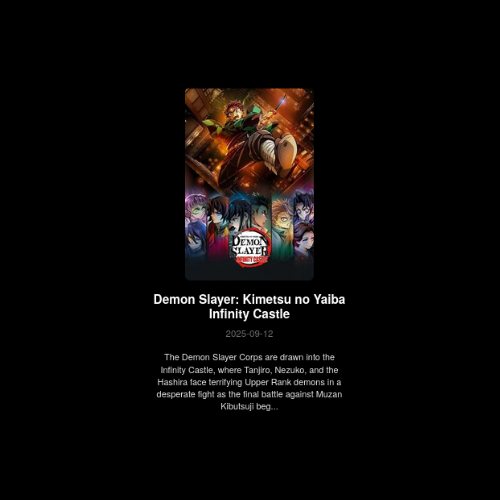 DEMON
SLAYER
Demon Slayer: Kimetsu no Yaiba
Infinity Castle
2025-09-12
The Demon Slayer Corps are drawn into the
Infinity Castle, where Tanjiro, Nezuko, and the
Hashira face terrifying Upper Rank demons in a
desperate fight as the final battle against Muzan
Kibutsuji beg...